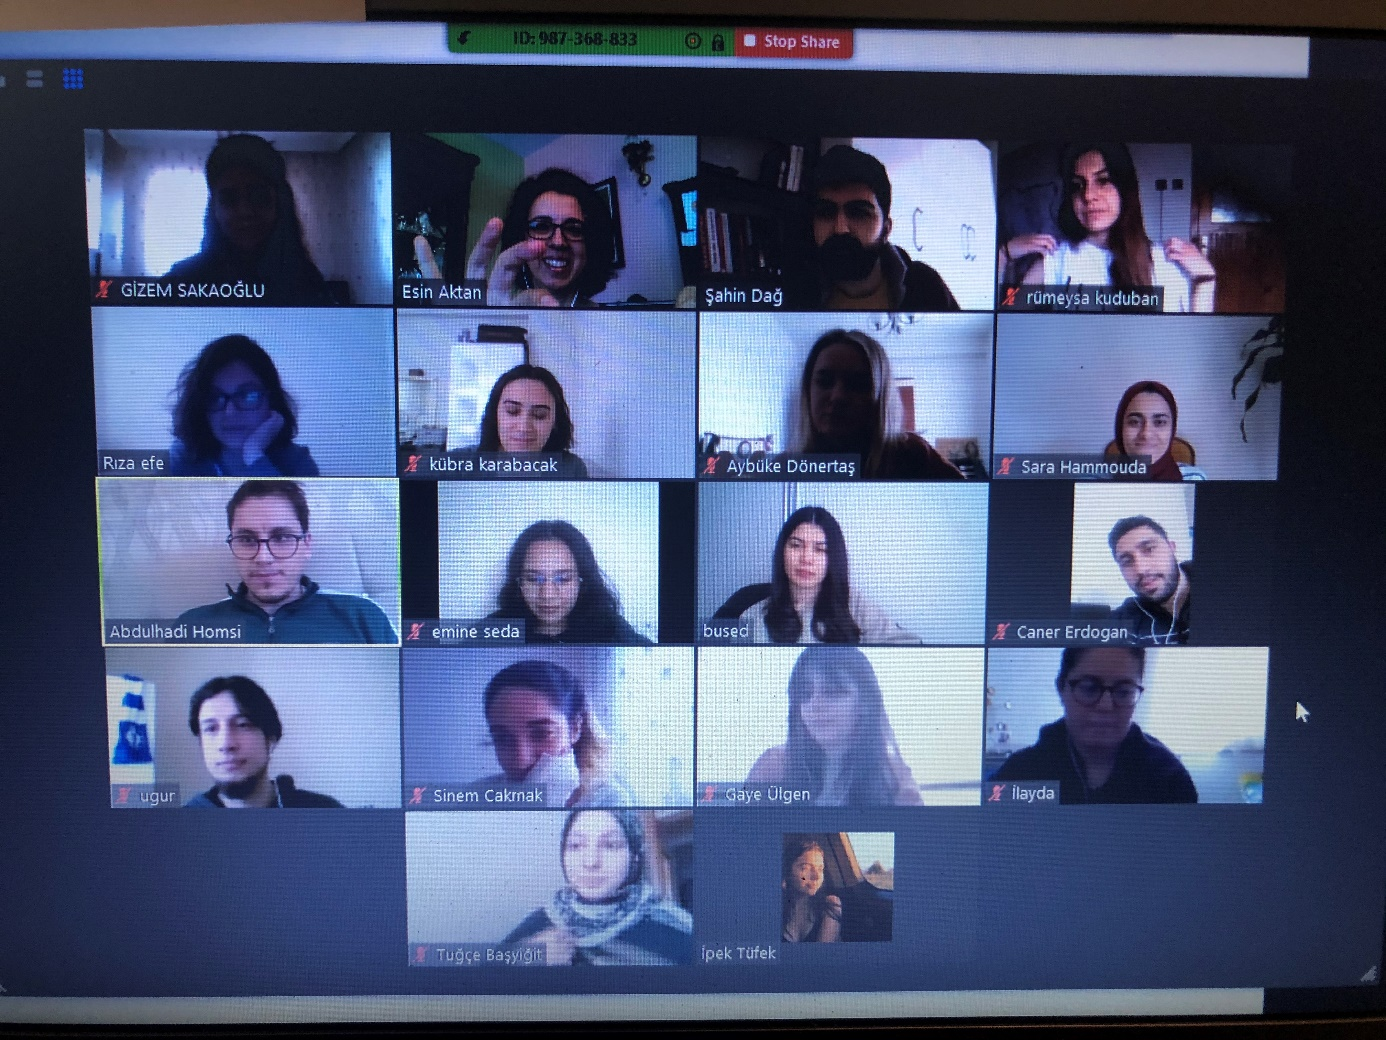 ID: 987-368-833
Stop Share
GİZEM SAKAOĞLU
Esin Aktan
Şahin Dağ
rümeysa kuduban
Rıza efe
kübra karabacak
Aybüke Dönertaş
Sara Hammouda
Abdulhadi Homsi
emine seda
bused
Caner Erdogan
ugur
Sinem Cakmak
Gaye Ülgen
İlayda
Tuğçe Başyiğit
İpek Tüfek